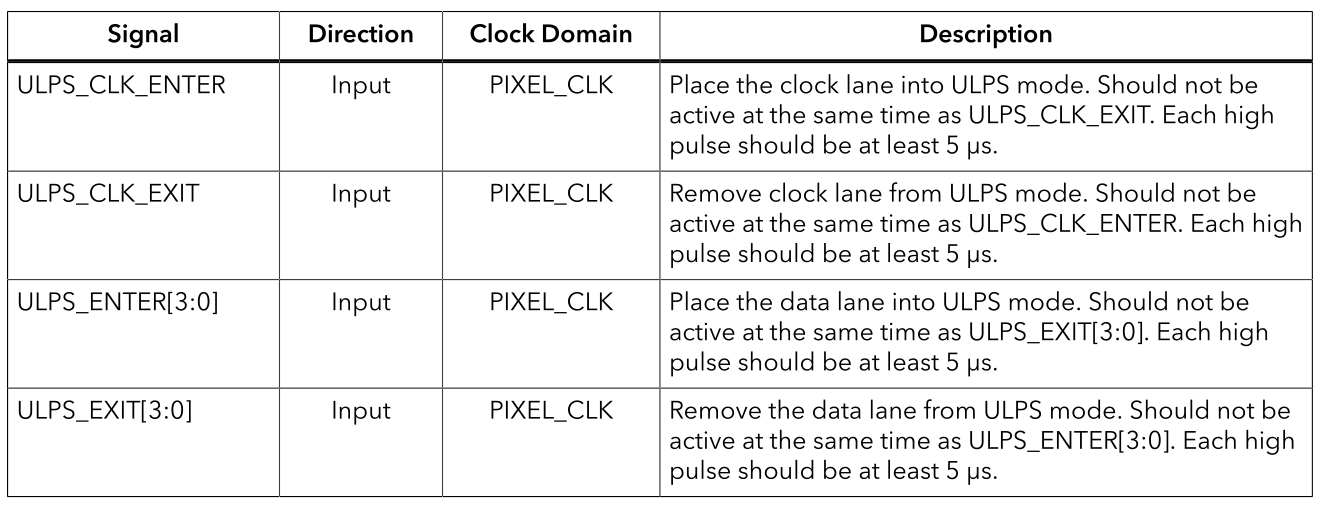 Signal Direction Clock Domain Description
ULPS_CLK_ENTER Input PIXEL_CLK Place the clock lane into ULPS mode. Should not be
active at the same time as ULPS_CLK_EXIT. Each high
pulse should be at least 5 µs.
ULPS_CLK_EXIT Input PIXEL_CLK Remove clock lane from ULPS mode. Should not be
active at the same time as ULPS_CLK_ENTER. Each high
pulse should be at least 5 µs.
ULPS_ENTER[3:0] Input PIXEL_CLK Place the data lane into ULPS mode. Should not be
active at the same time as ULPS_EXIT[3:0]. Each high
pulse should be at least 5 µs.
ULPS_EXIT[3:0] Input PIXEL_CLK Remove the data lane from ULPS mode. Should not be
active at the same time as ULPS_ENTER[3:0]. Each high
pulse should be at least 5 µs.